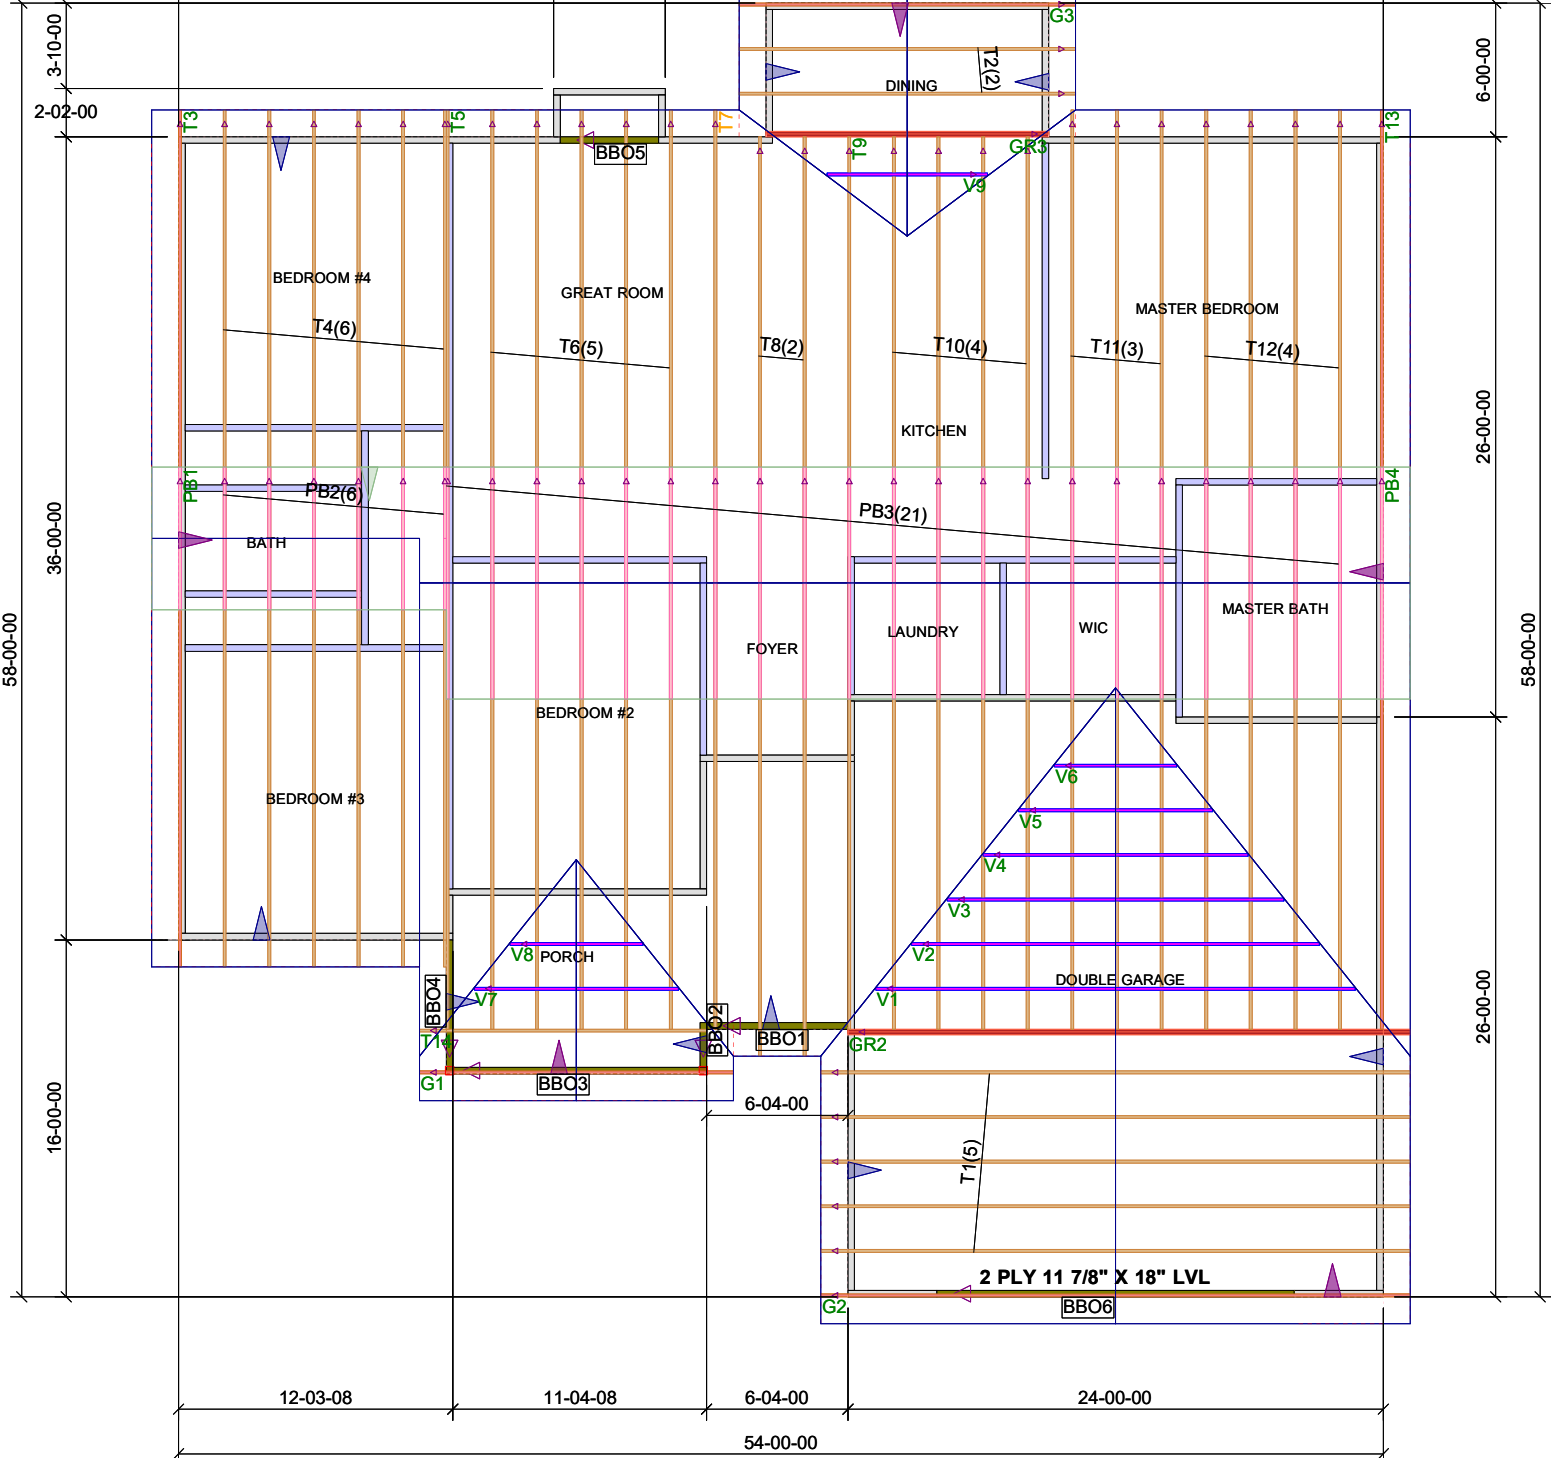 3-10-00
G3
6-00-00
T2(2)
DINING
2-02-00
T3
T5
T7
T13
BBO5
T9
GR3
V9
BEDROOM #4
GREAT ROOM
MASTER BEDROOM
T4(6)
T6(5)
T8(2)
T10(4)
T11(3)
T12(4)
26-00-00
KITCHEN
PB1
PB2(6)
PB4
PB3(21)
36-00-00
BATH
58-00-00
FOYER
LAUNDRY
WIC
MASTER BATH
58-00-00
BEDROOM #2
V6
BEDROOM #3
V5
V4
V3
V8
PORCH
V2
DOUBLE GARAGE
V7
V1
BBO4
BBO2
26-00-00
BBO1
GR2
G1
BBO3
6-04-00
16-00-00
T1(5)
2 PLY 11 7/8" X 18" LVL
G2
BBO6
12-03-08
11-04-08
6-04-00
24-00-00
54-00-00